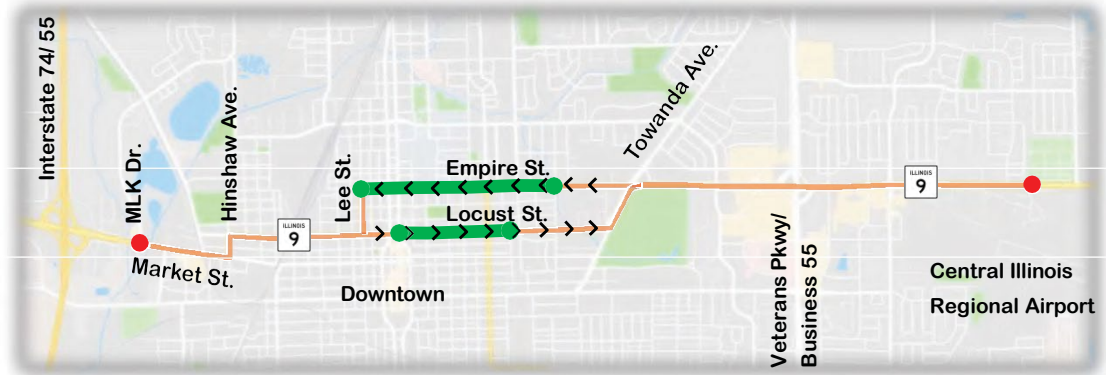 Interstate 74/ 55
MLK Dr.
Hinshaw Ave.
Lee St.
Empire St.
Locust St.
Towanda Ave.
ILLINOIS
9
ILLINOIS
9
Market St.
Downtown
Veterans Pkwy/
Business 55
Central Illinois
Regional Airport